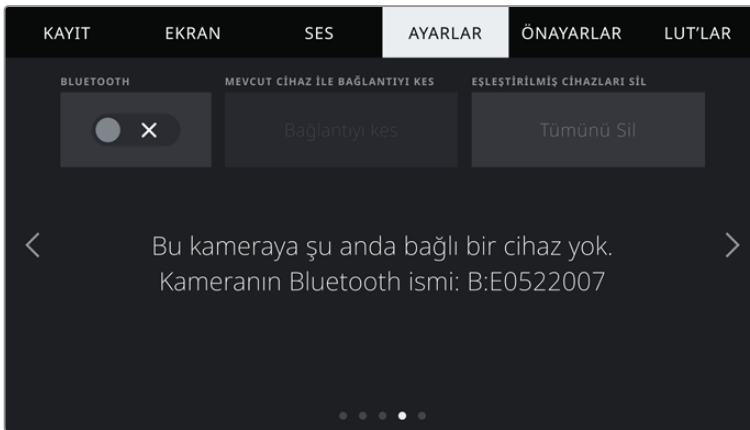 KAYIT EKRAN SES AYARLAR ÖNAYARLAR LUT'LAR
BLUETOOTH MEVCUT CİHAZ İLE BAĞLANTIYI KES EŞLEŞTİRİLMİŞ CİHAZLARI SİL
Bağlantıyı kes Tümünü Sil
Bu kameraya şu anda bağlı bir cihaz yok.
Kameranın Bluetooth ismi: B:E0522007